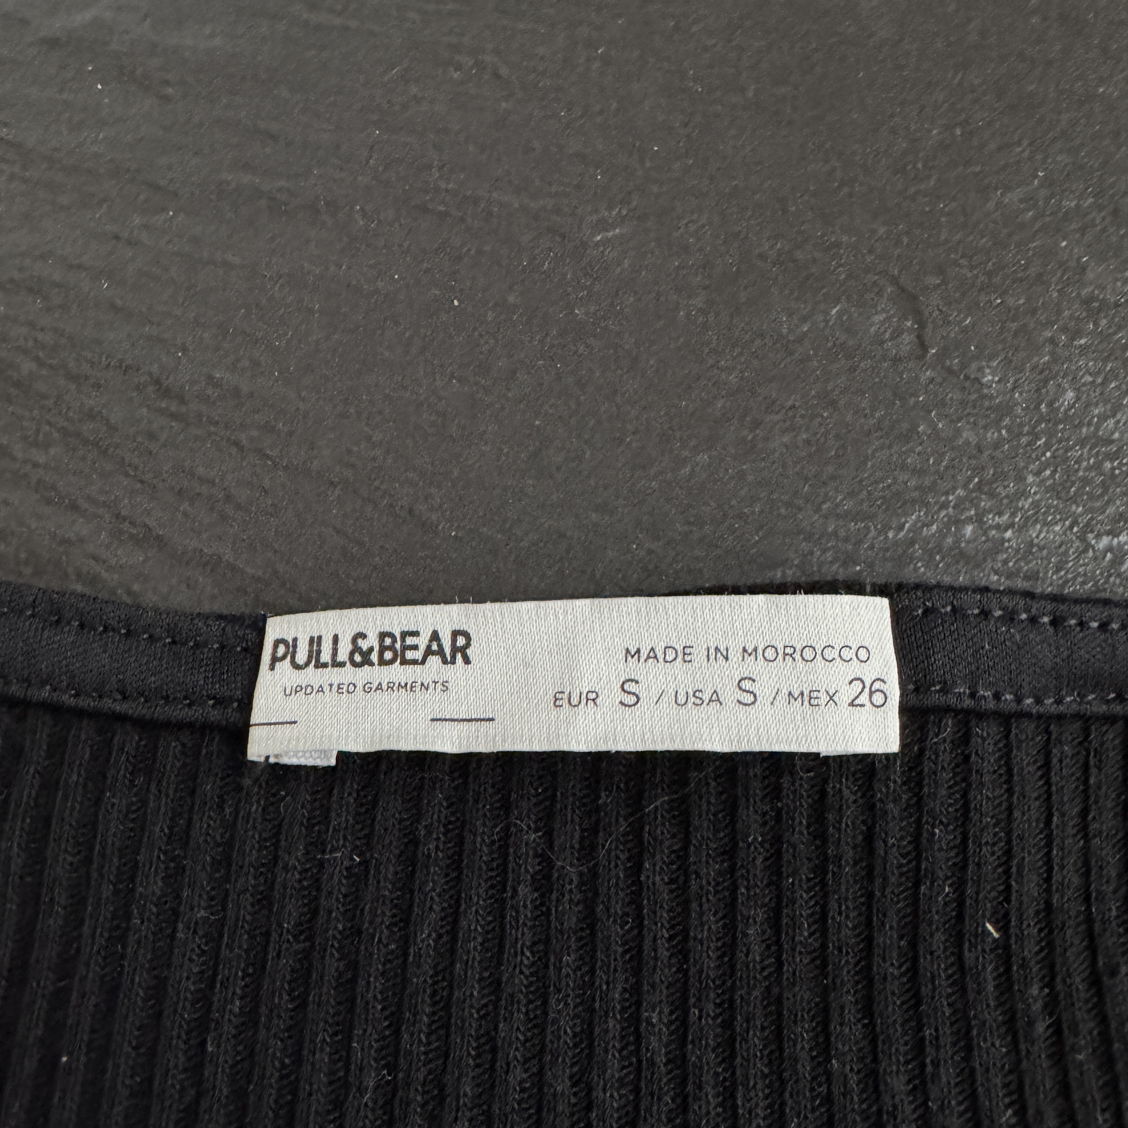 PULL&BEAR
UPDATED GARMENTS
MADE IN MOROCCO
EUR S / USA S / MEX 26